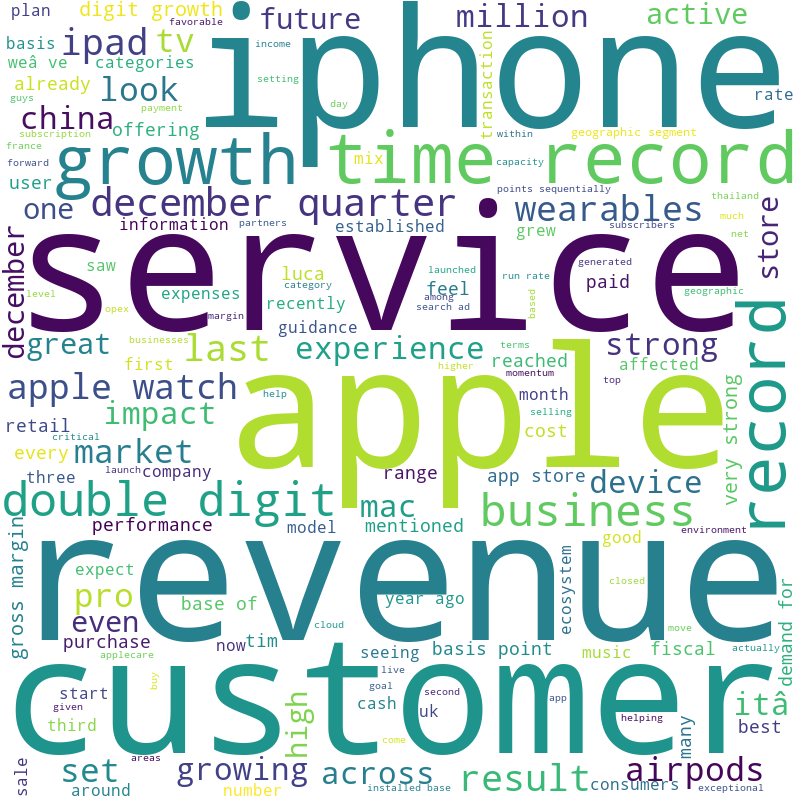 plan digit growth favorable future million active
iphone
basis ipad tv income
weâ ve categories
already look setting transaction rate
guys payment day
china offering
subscription geographic segment
france growth time record
forward mix within capacity
user points sequentially
one december quarter wearables thailand
information partners established subscribers much
grew net store
service
december saw luca launched run rate generated
level expenses category recently feel among paid geographic
opex margin search ad based
guidance
great businesses last experience terms strong record
first reached affected
higher momentum top
apple
apple watch help month
retail impact selling cost very strong
critical market
every
three launch company range app store device
double digit mac business
performance model mentioned environment
gross margin good
revenue
expect closed ecosystem
pro base of year ago demand for
even cloud move
purchase now tim seeing basis point music fiscal actually
applecare
customer
buy live
start goal second app itâ
given cash
third high uk helping many best
come
areas
set growing across result airpods
sale around number installed base consumers exceptional